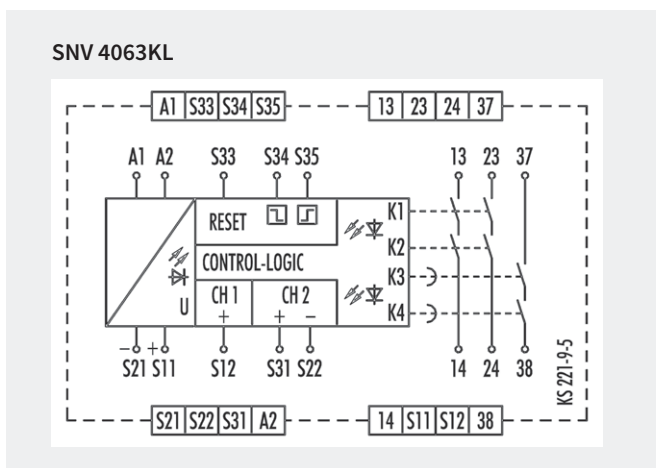 SNV 4063KL
A1 S33 S34 S35 13 23 24 37
A1 A2 S33 S34 S35 13 23 37
RESET K1
K2
CONTROL-LOGIC K3
U CH 1 CH 2 K4
+ + –
– +
S21 S11 S12 S31 S22 14 24 38
KS 221-9-5
S21 S22 S31 A2 14 S11 S12 38